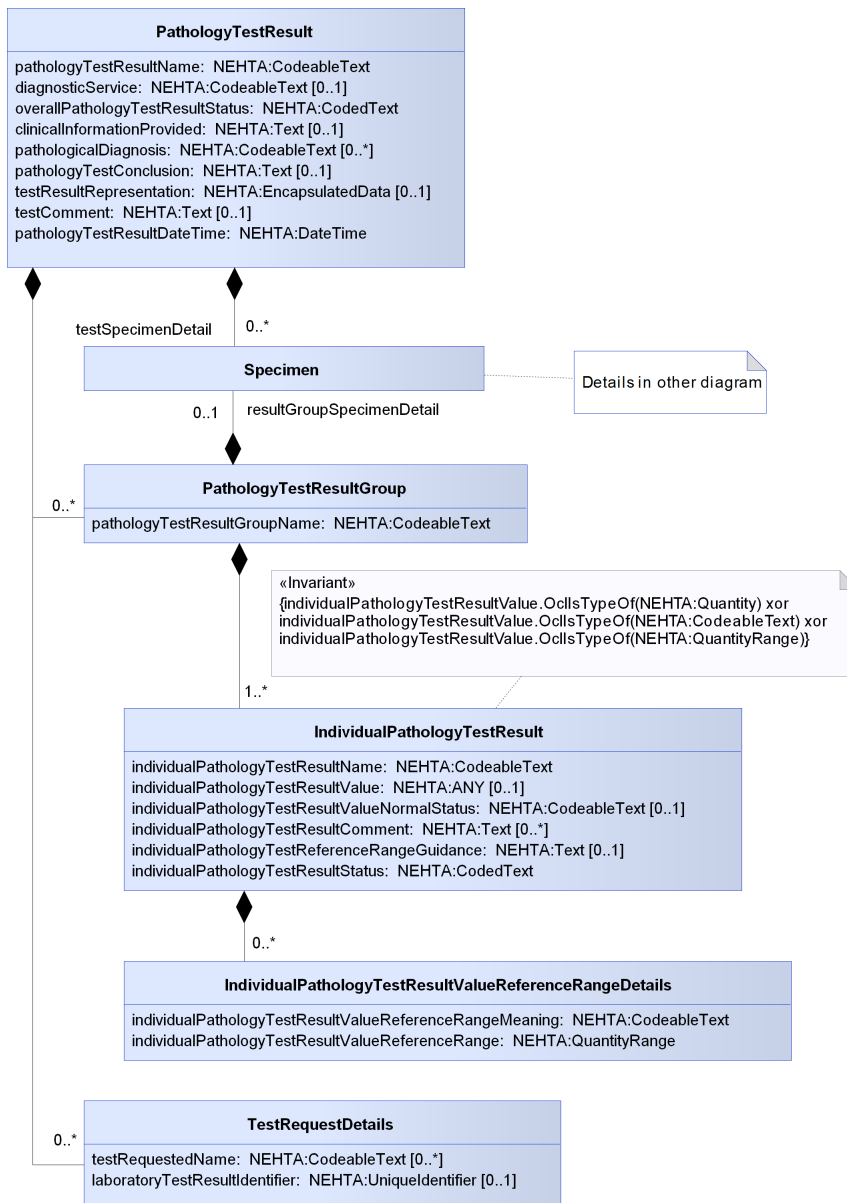 PathologyTestResult
pathologyTestResultName:  NEHTA:CodeableText
diagnosticService:  NEHTA:CodeableText [0..1]
overallPathologyTestResultStatus:  NEHTA:CodedText
clinicalInformationProvided:  NEHTA:Text [0..1]
pathologicalDiagnosis:  NEHTA:CodeableText [0..*]
pathologyTestConclusion:  NEHTA:Text [0..1]
testResultRepresentation:  NEHTA:EncapsulatedData [0..1]
testComment:  NEHTA:Text [0..1]
pathologyTestResultDateTime:  NEHTA:DateTime
testSpecimenDetail
0..*
Specimen
Details in other diagram
0..1
resultGroupSpecimenDetail
PathologyTestResultGroup
0..*
pathologyTestResultGroupName:  NEHTA:CodeableText
«Invariant»
{individualPathologyTestResultValue.OclIsTypeOf(NEHTA:Quantity) xor
individualPathologyTestResultValue.OclIsTypeOf(NEHTA:CodeableText) xor
individualPathologyTestResultValue.OclIsTypeOf(NEHTA:QuantityRange)}
1..*
IndividualPathologyTestResult
individualPathologyTestResultName:  NEHTA:CodeableText
individualPathologyTestResultValue:  NEHTA:ANY [0..1]
individualPathologyTestResultValueNormalStatus:  NEHTA:CodeableText [0..1]
individualPathologyTestResultComment:  NEHTA:Text [0..*]
individualPathologyTestReferenceRangeGuidance:  NEHTA:Text [0..1]
individualPathologyTestResultStatus:  NEHTA:CodedText
0..*
IndividualPathologyTestResultValueReferenceRangeDetails
individualPathologyTestResultValueReferenceRangeMeaning:  NEHTA:CodeableText
individualPathologyTestResultValueReferenceRange:  NEHTA:QuantityRange
TestRequestDetails
0..*
testRequestedName:  NEHTA:CodeableText [0..*]
laboratoryTestResultIdentifier:  NEHTA:UniqueIdentifier [0..1]